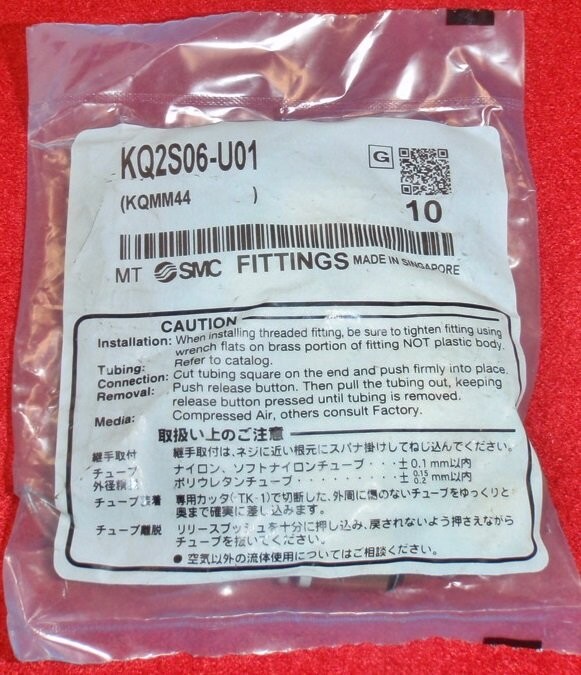 KQ2S06-U01
G
(KQMM44 )
10
MT SMC FITTINGS MADE IN SINGAPORE
CAUTION
Installation: When installing threaded fitting, be sure to tighten fitting using
wrench flats on brass portion of fitting NOT plastic body.
Tubing: Refer to catalog.
Connection: Cut tubing square on the end and push firmly into place.
Removal: Push release button. Then pull the tubing out, keeping
release button pressed until tubing is removed.
Media: Compressed Air, others consult Factory.
取扱い上のご注意
継手取付 継手取付は、ネジに近い根元にスパナ掛けしてねじ込んでください。
チューブ ナイロン、ソフトナイロンチューブ・・・±0.1mm以内
外径精度 ポリウレタンチューブ・・・・・・・・±0.15 0.2 mm以内
チューブ装着 専用カッタ(TK-1)で切断した、外周に傷のないチューブをゆっくりと
奥まで確実に差し込みます。
チューブ離脱 リリースプッシュを十分に押し込み、戻されないよう押さえながら
チューブを抜いてください。
● 空気以外の流体使用についてはご相談ください。